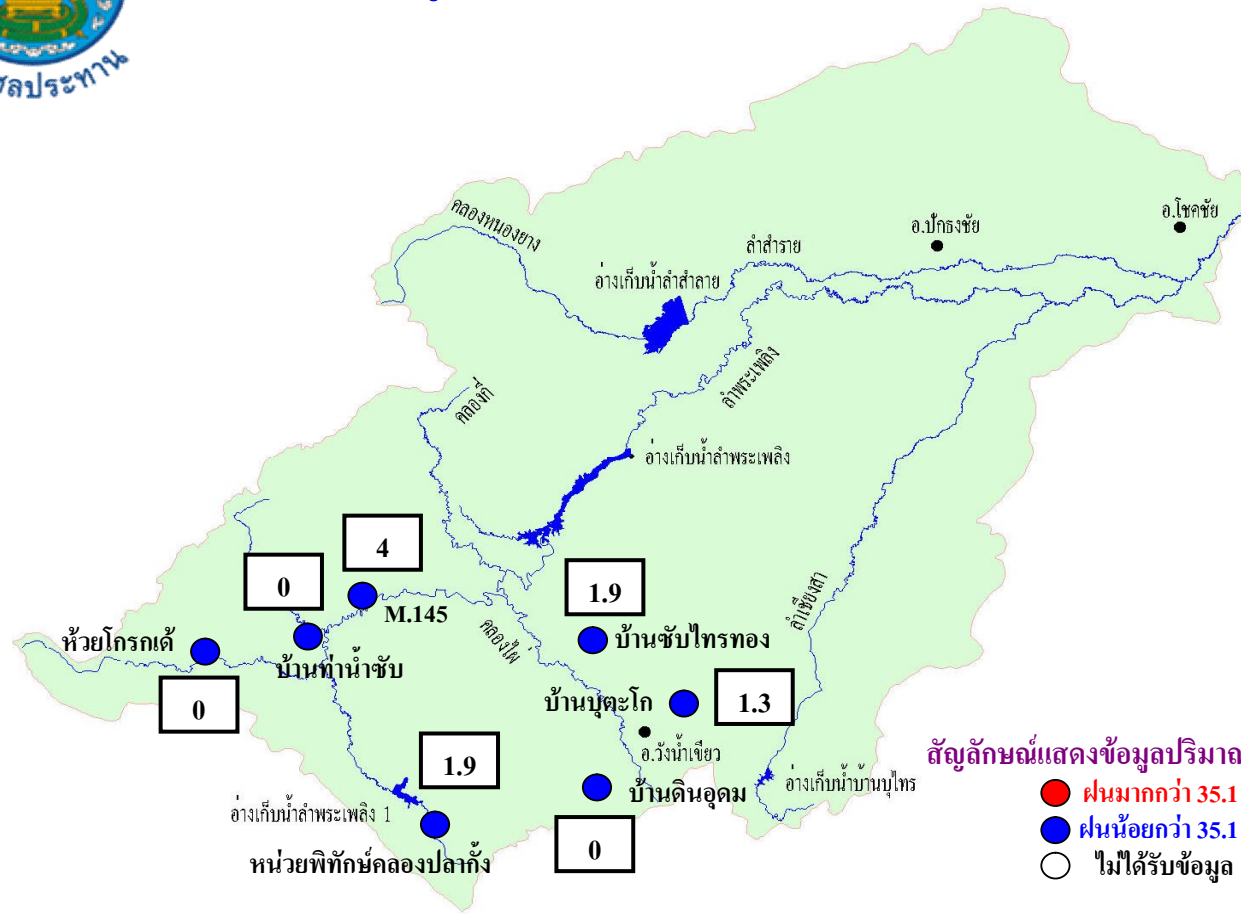 คลองหนองยาง
อ.ปักธงชัย
อ.โชคชัย
ลำสำราย
อ่างเก็บน้ำลำสำลาย
ลำพระเพลิง
คลองกี่
อ่างเก็บน้ำลำพระเพลิง
4
0
1.9
M.145
ลำเชียงสา
ห้วยโกรกเด้
บ้านท่าน้ำซับ
คลองไผ่
บ้านซับไทรทอง
0
บ้านบุตะโก
1.3
อ.วังน้ำเขียว
1.9
บ้านดินอุดม
อ่างเก็บน้ำบ้านบุไทร
อ่างเก็บน้ำลำพระเพลิง 1
0
หน่วยพิทักษ์คลองปลากั้ง
สัญลักษณ์แสดงข้อมูลปริมาณ
ฝนมากกว่า 35.1
ฝนน้อยกว่า 35.1
ไม่ได้รับข้อมูล